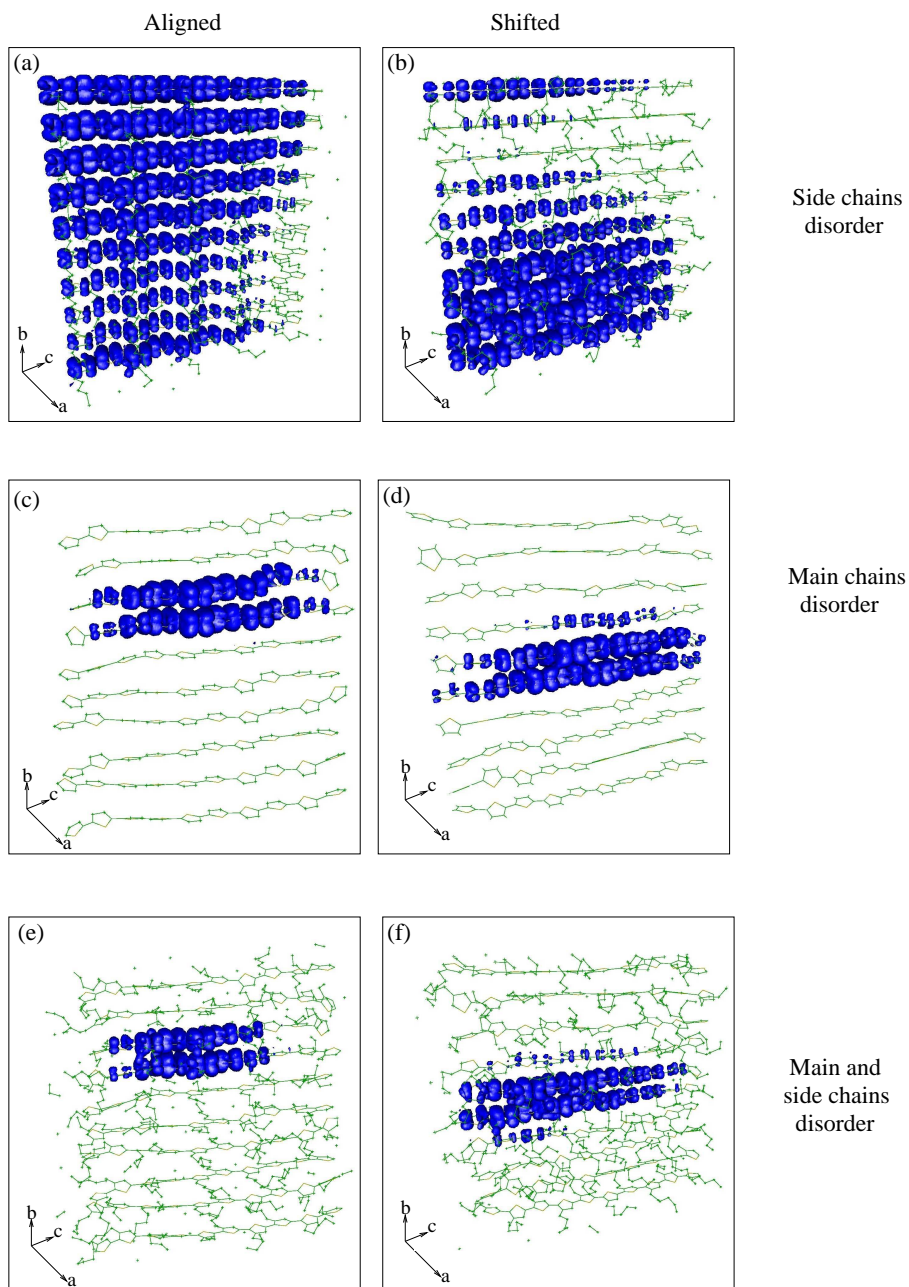 Aligned
Shifted
(a)
b
c
a
(b)
b
c
a
Side chains
disorder
(c)
b
c
a
(d)
b
c
a
Main chains
disorder
(e)
b
c
a
(f)
b
c
a
Main and
side chains
disorder